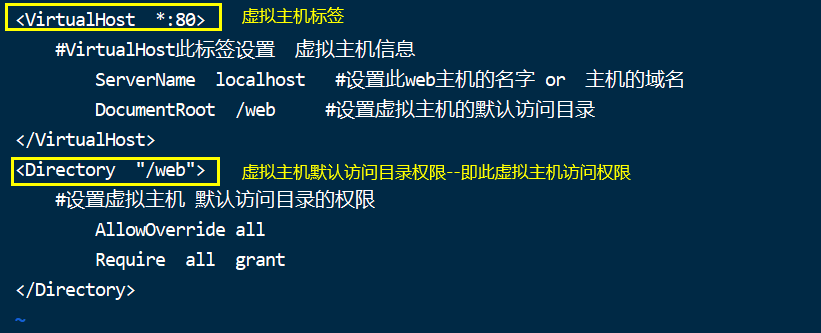 <VirtualHost  *:80>  虚拟主机标签
#VirtualHost此标签设置  虚拟主机信息
ServerName  localhost  #设置此web主机的名字 or  主机的域名
DocumentRoot  /web  #设置虚拟主机的默认访问目录
</VirtualHost>
<Directory  "/web">  虚拟主机默认访问目录权限--即此虚拟主机访问权限
#设置虚拟主机 默认访问目录的权限
AllowOverride all
Require  all  grant
</Directory>
~